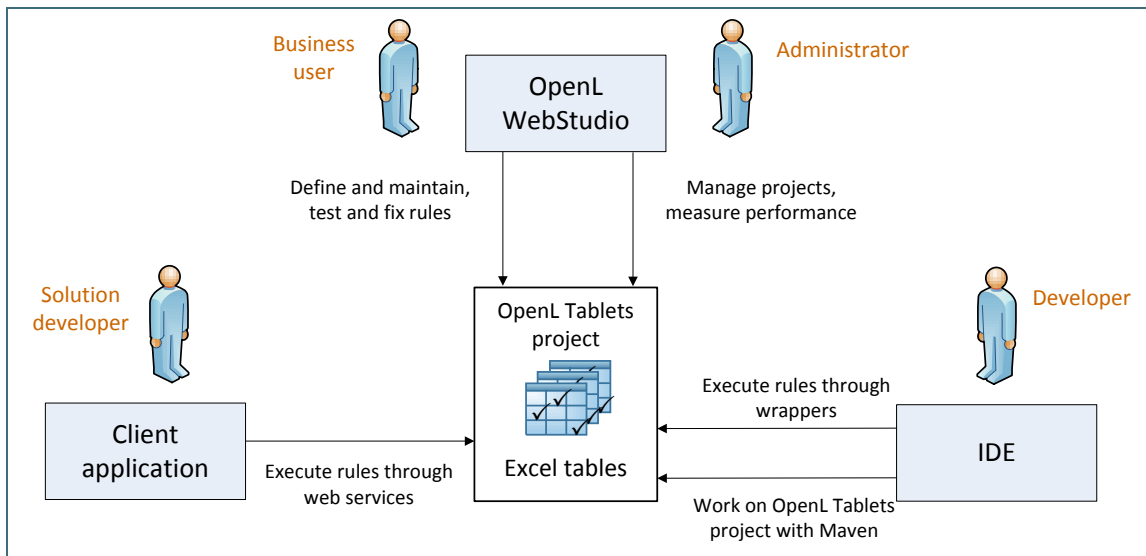 Business
user
OpenL
WebStudio
Administrator
Define and maintain,
test and fix rules
Manage projects,
measure performance
Solution
developer
OpenL Tablets
project
Developer
Execute rules through
wrappers
Client
application
Execute rules through
web services
Excel tables
IDE
Work on OpenL Tablets
project with Maven